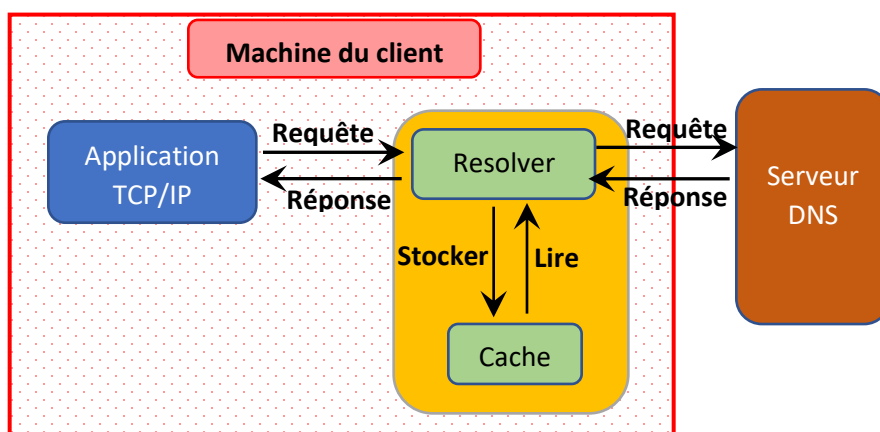 Machine du client
Application
TCP/IP
Requête
Réponse
Resolver
Stocker
Lire
Cache
Requête
Réponse
Serveur
DNS